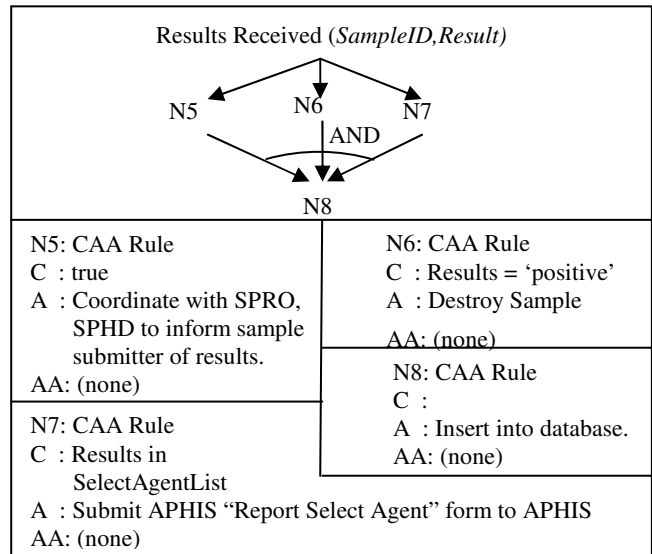 Results Received (SampleID,Result)
N5 N6 N7
AND
N8
N5: CAA Rule
C : true
A : Coordinate with SPRO,
SPHD to inform sample
submitter of results.
AA: (none)
N6: CAA Rule
C : Results = ‘positive’
A : Destroy Sample
AA: (none)
N8: CAA Rule
C :
A : Insert into database.
AA: (none)
N7: CAA Rule
C : Results in
SelectAgentList
A : Submit APHIS “Report Select Agent” form to APHIS
AA: (none)